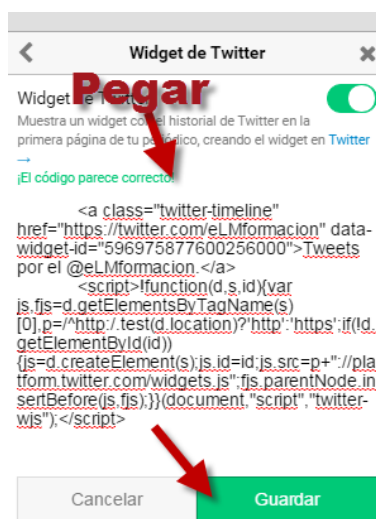 Widget de Twitter
Pegar
Widget de Twitter
Muestra un widget con el historial de Twitter en la
primera página de tu periódico, creando el widget en Twitter
→
¡El código parece correcto!
<a class="twitter-timeline"
href="https://twitter.com/eLMformacion" data-
widget-id="596975877600256000">Tweets
por el @eLMformacion.</a>
<script>!function(d,s,id){var
js,fjs=d.getElementsByTagName(s)
[0],p=/^http:/.test(d.location)?'http':'https';if(!d.
getElementById(id))
{js=d.createElement(s);js.id=id;js.src=p+"://pla
tform.twitter.com/widgets.js";fjs.parentNode.in
sertBefore(js,fjs);}}(document,"script","twitter-
wjs");</script>
Cancelar
Guardar